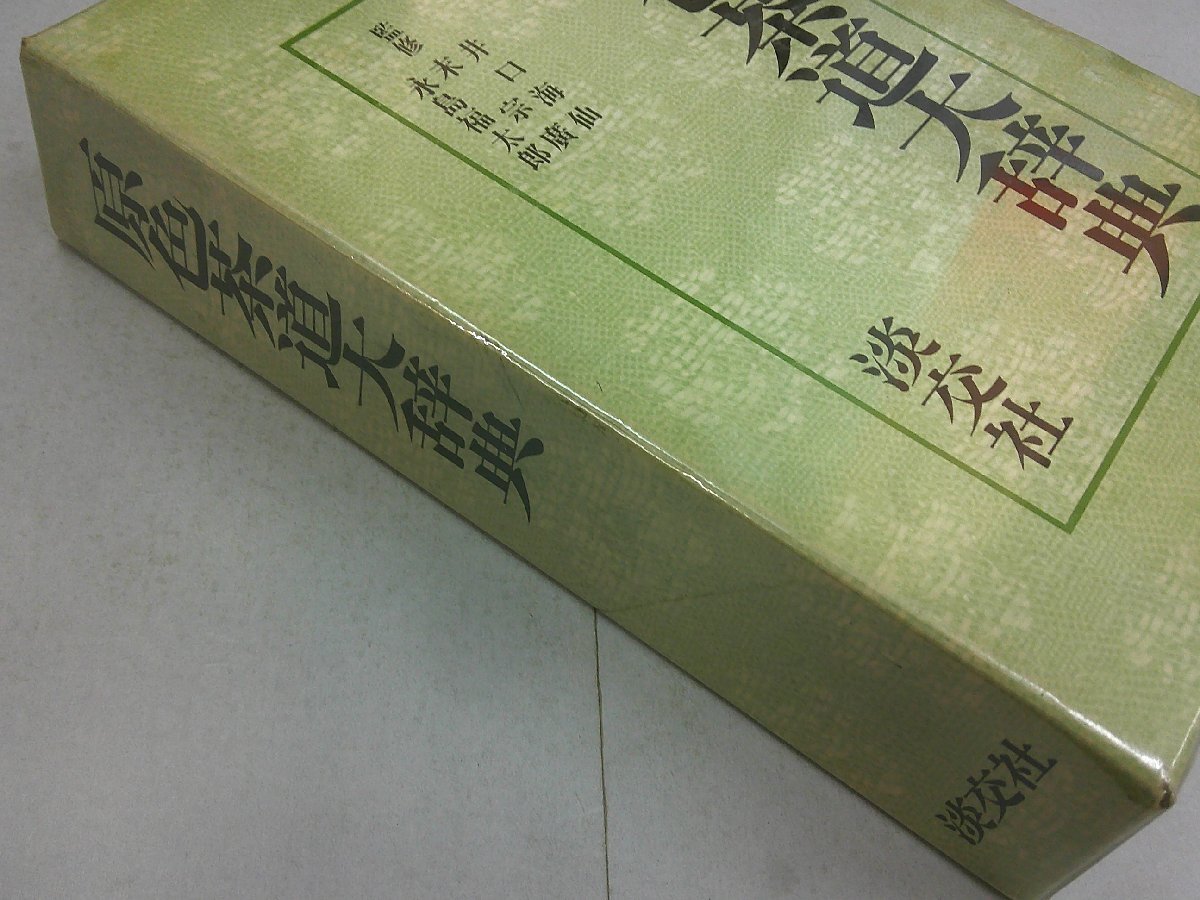 茶道大辞典
監修
井口海仙
末宗廣
永島福太郎
淡交社
原色茶道大辞典
淡交社